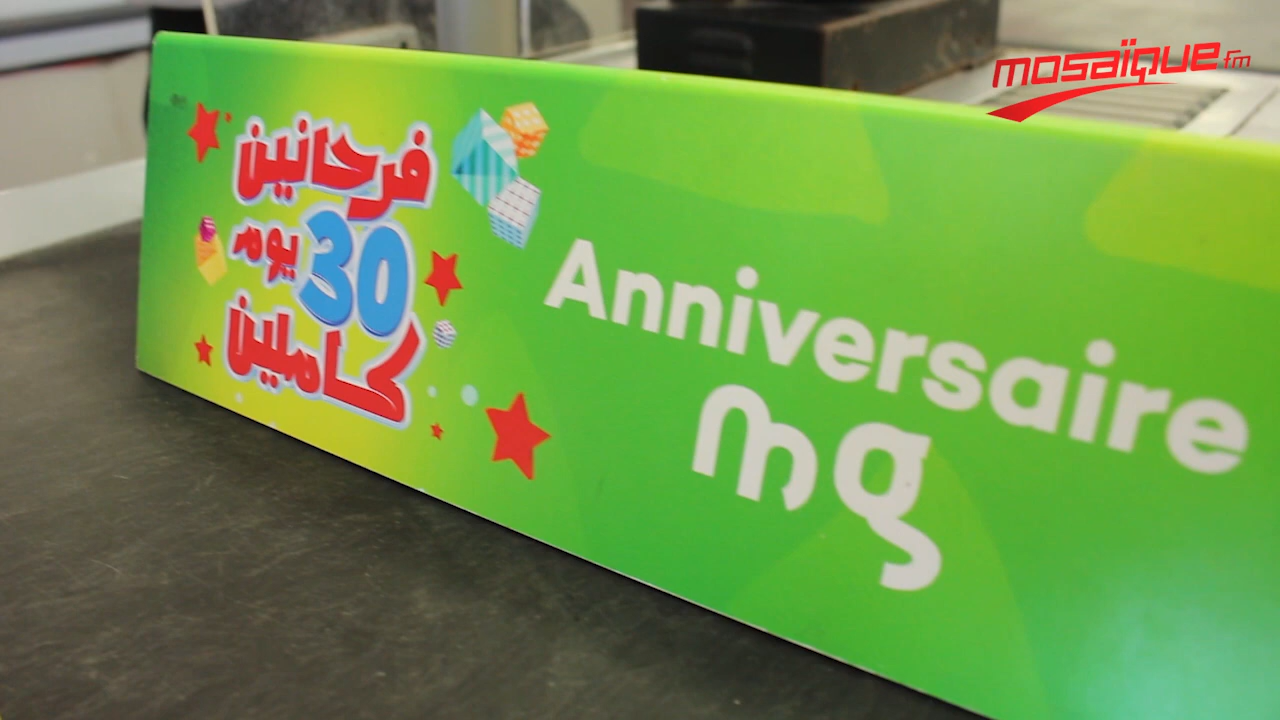 mosaïque fm
فرحانين
30 يوم
كاملين
Anniversaire
mg